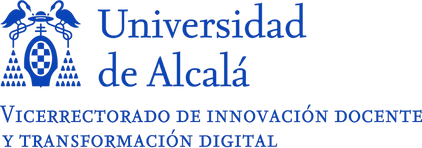 Universidad
de Alcalá
VICERRECTORADO DE INNOVACIÓN DOCENTE
Y TRANSFORMACIÓN DIGITAL